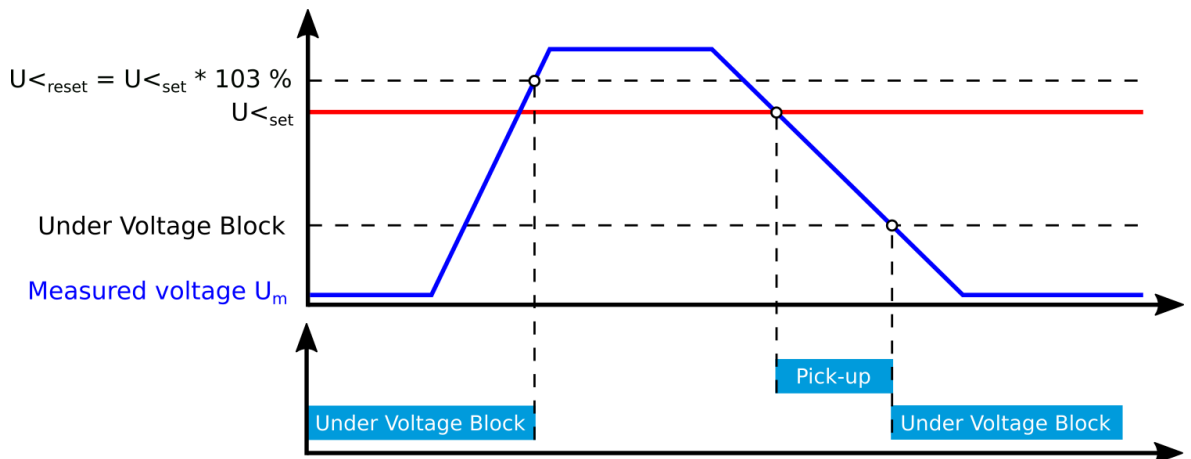 U<reset = U<set * 103 %
U<set
Under Voltage Block
Measured voltage Um
Pick-up
Under Voltage Block
Under Voltage Block